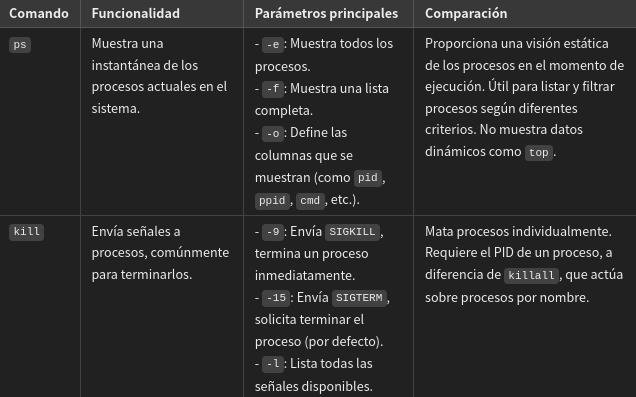 Comando Funcionalidad Parámetros principales Comparación
ps
Muestra una
instantánea de los
procesos actuales en el
sistema.
- -e: Muestra todos los
procesos.
- -f: Muestra una lista
completa.
- -o: Define las
columnas que se
muestran (como pid,
ppid, cmd, etc.).
Proporciona una visión estática
de los procesos en el momento de
ejecución. Útil para listar y filtrar
procesos según diferentes
criterios. No muestra datos
dinámicos como top.
kill
Envía señales a
procesos, comúnmente
para terminarlos.
- -9: Envía SIGKILL,
termina un proceso
inmediatamente.
- -15: Envía SIGTERM,
solicita terminar el
proceso (por defecto).
- -l: Lista todas las
señales disponibles.
Mata procesos individualmente.
Requiere el PID de un proceso, a
diferencia de killall, que actúa
sobre procesos por nombre.